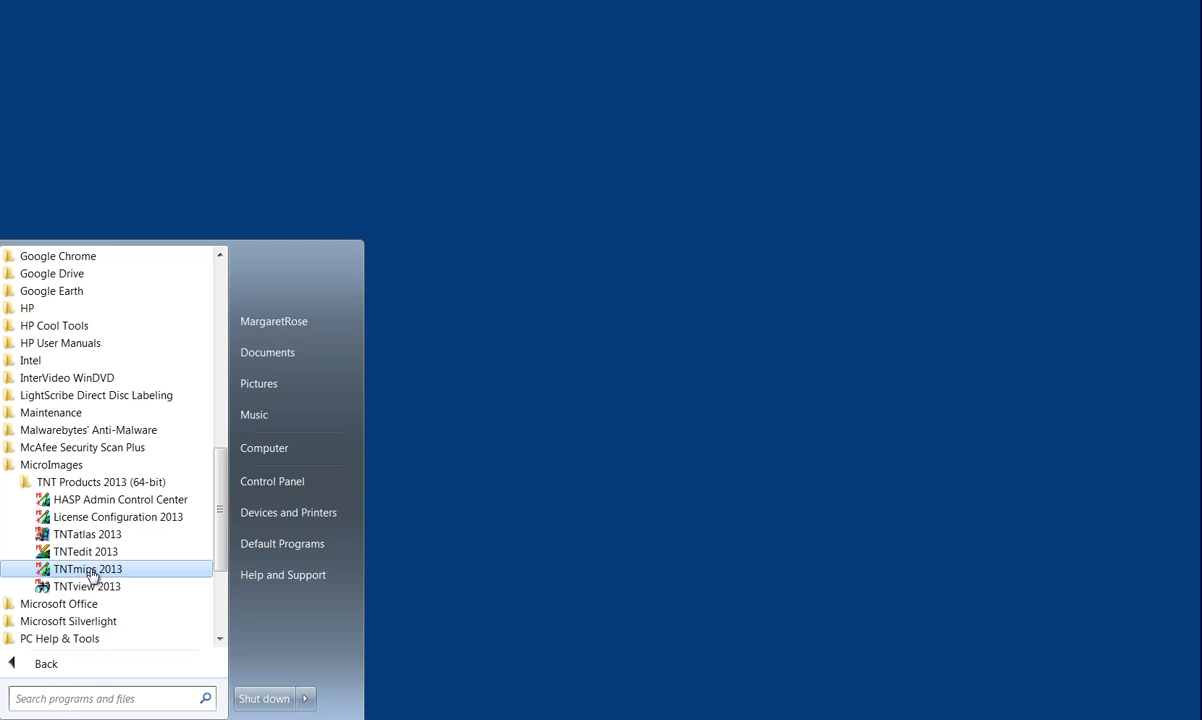 Google Chrome
Google Drive
Google Earth
HP
HP Cool Tools
HP User Manuals
Intel
InterVideo WinDVD
LightScribe Direct Disc Labeling
Maintenance
Malwarebytes' Anti-Malware
McAfee Security Scan Plus
MicroImages
TNT Products 2013 (64-bit)
HASP Admin Control Center
License Configuration 2013
TNTatlas 2013
TNTedit 2013
TNTmips 2013
TNTview 2013
Microsoft Office
Microsoft Silverlight
PC Help & Tools
Back
Search programs and files
MargaretRose
Documents
Pictures
Music
Computer
Control Panel
Devices and Printers
Default Programs
Help and Support
Shut down